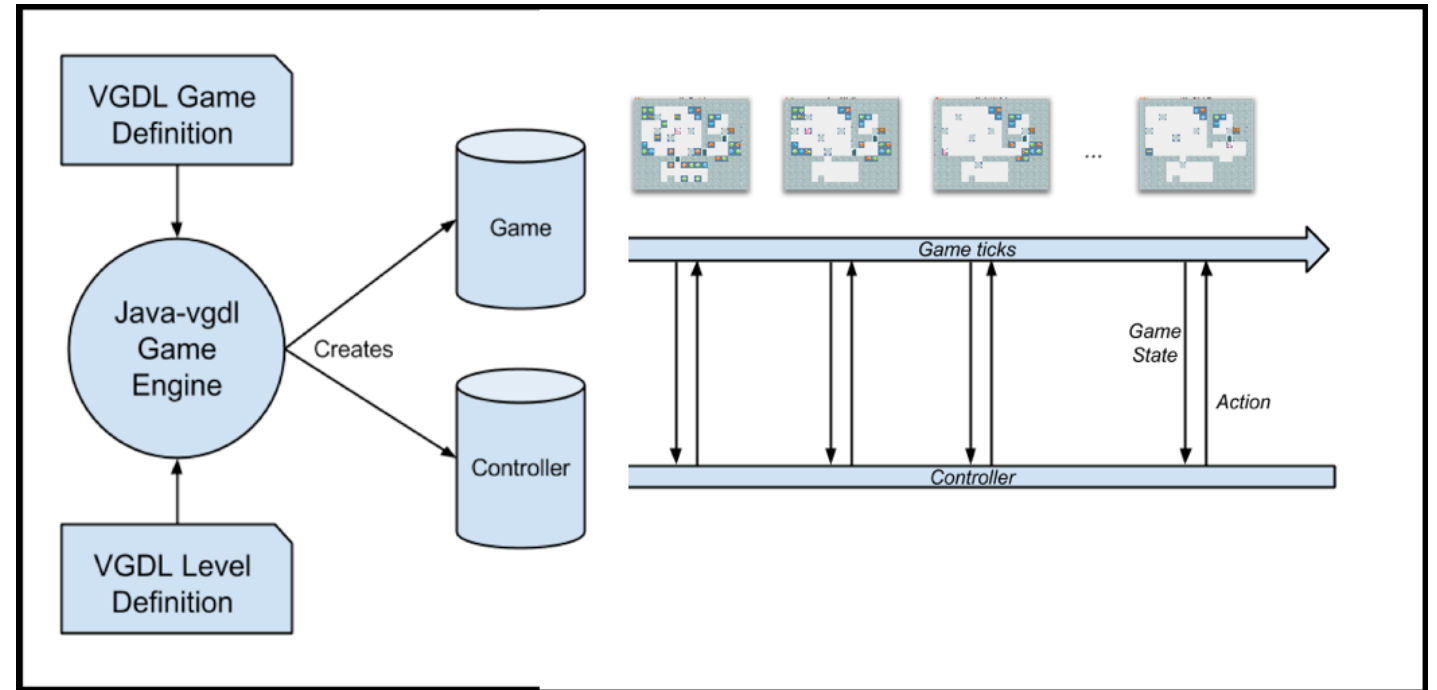 VGDL Game
Definition
Java-vgdl
Game
Engine
VGDL Level
Definition
Creates
Game
Controller
...
Game ticks
Game
State
Action
Controller